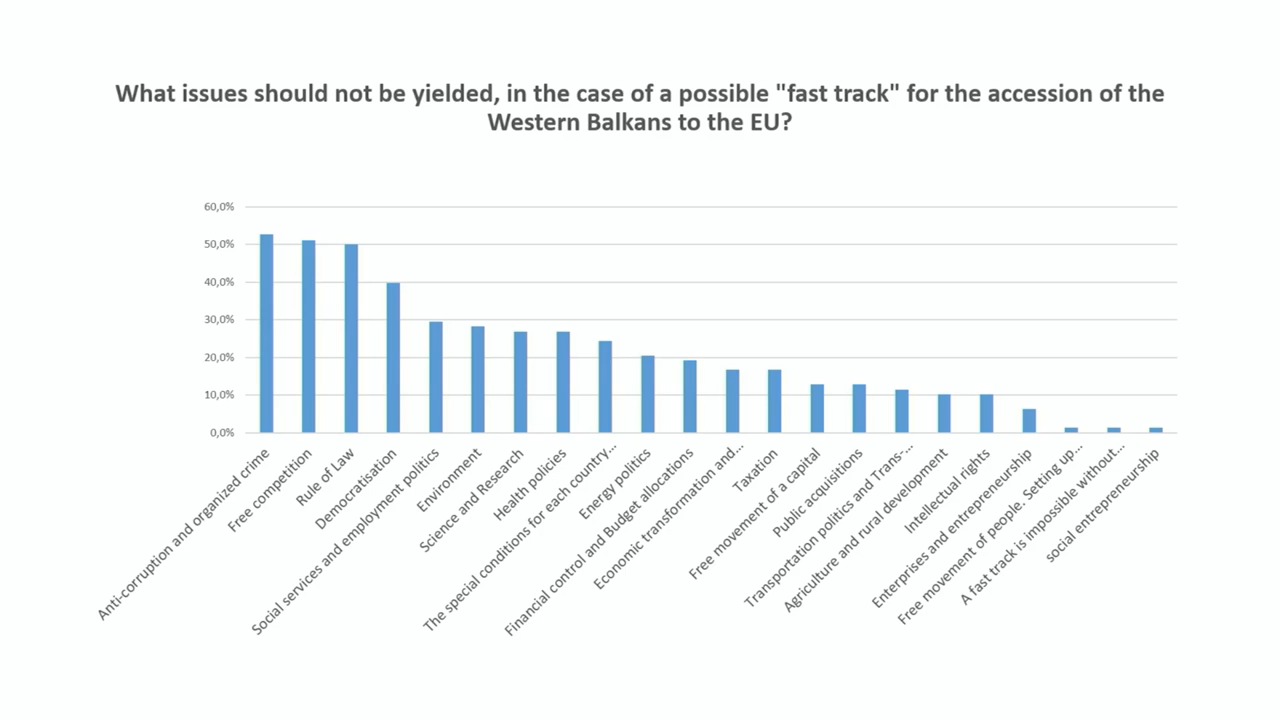 What issues should not be yielded, in the case of a possible "fast track" for the accession of the
Western Balkans to the EU?
60,0%
50,0%
40,0%
30,0%
20,0%
10,0%
0,0%
Anti-corruption and organized crime
Free competition
Rule of Law
Democratisation
Social services and employment politics
Environment
Science and Research
Health policies
The special conditions for each country...
Energy politics
Financial control and Budget allocations
Economic transformation and...
Taxation
Free movement of a capital
Public acquisitions
Transportation politics and Trans-...
Agriculture and rural development
Intellectual rights
Enterprises and entrepreneurship
Free movement of people. Setting up...
A fast track is impossible without...
social entrepreneurship